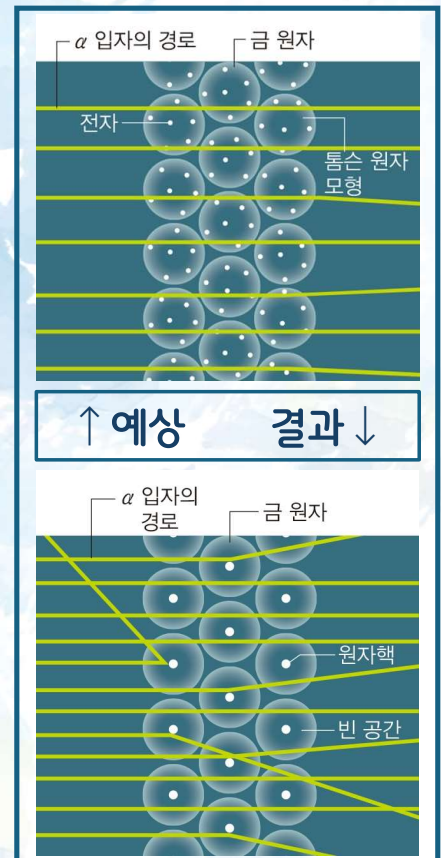 α 입자의 경로
금 원자
전자
톰슨 원자
모형
↑예상 결과↓
α 입자의
경로
금 원자
원자핵
빈 공간